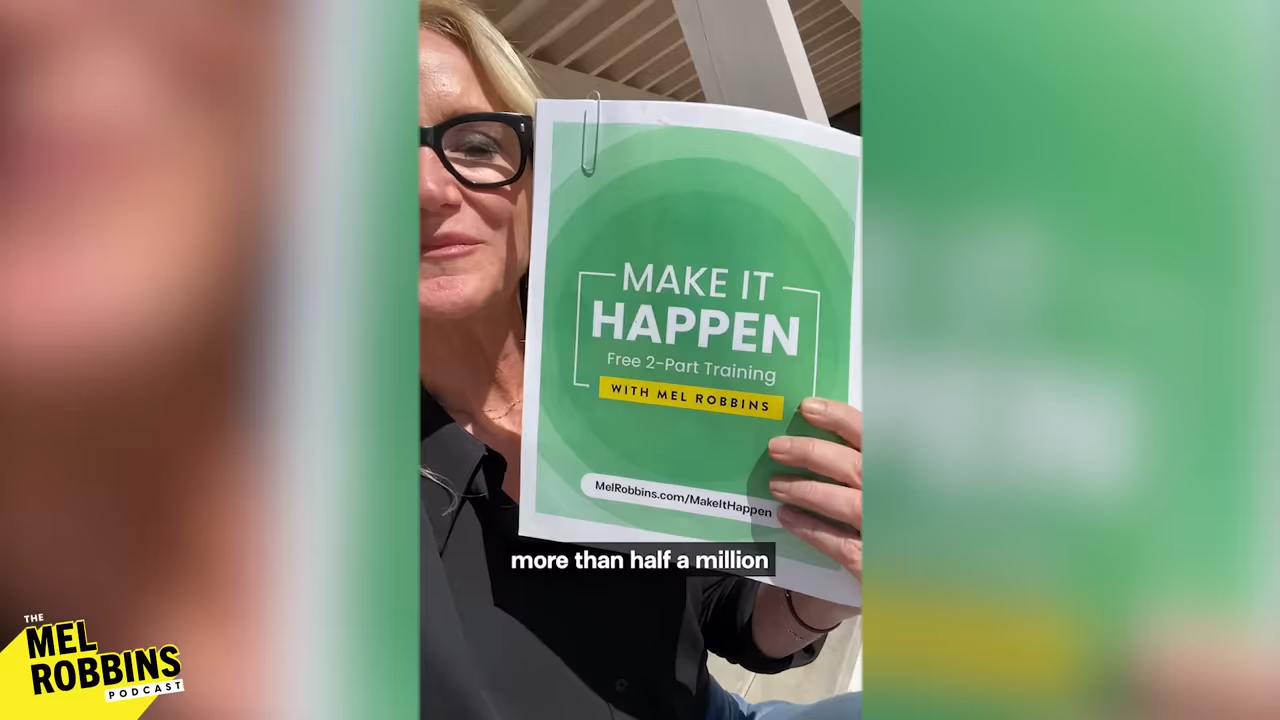 MAKE IT
HAPPEN
Free 2-Part Training
WITH MEL ROBBINS
MelRobbins.com/MakeItHappen
more than half a million
THE
MEL
ROBBINS
PODCAST